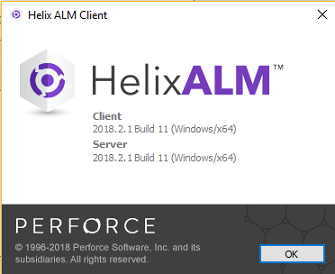 Helix ALM Client
HelixALM™
Client
2018.2.1 Build 11 (Windows/x64)
Server
2018.2.1 Build 11 (Windows/x64)
PERFORCE
© 1996-2018 Perforce Software, Inc. and its
subsidiaries. All rights reserved.
OK